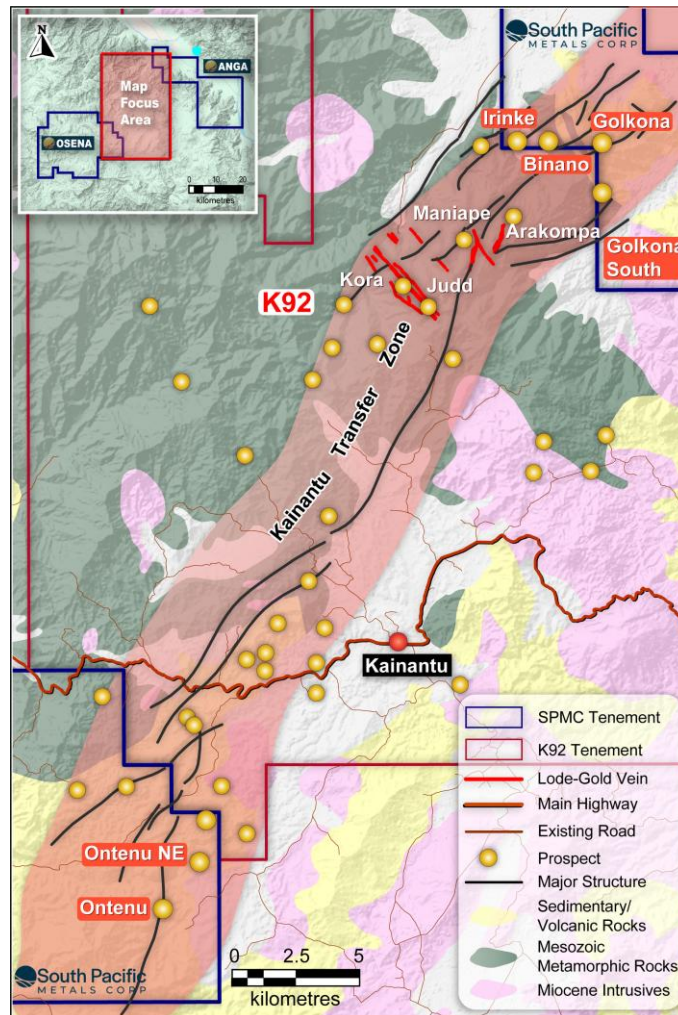 N
ANGA
Map
Focus
Area
OSENA
0 10 20
kilometres
South Pacific
METALS CORP
Irinke
Golkona
Binano
Maniape
Arakompa
Golkona
South
Kora
Judd
K92
Kainantu Transfer Zone
Kainantu
Ontenu NE
Ontenu
South Pacific
METALS CORP
0 2.5 5
kilometres
SPMC Tenement
K92 Tenement
Lode-Gold Vein
Main Highway
Existing Road
Prospect
Major Structure
Sedimentary/
Volcanic Rocks
Mesozoic
Metamorphic Rocks
Miocene Intrusives